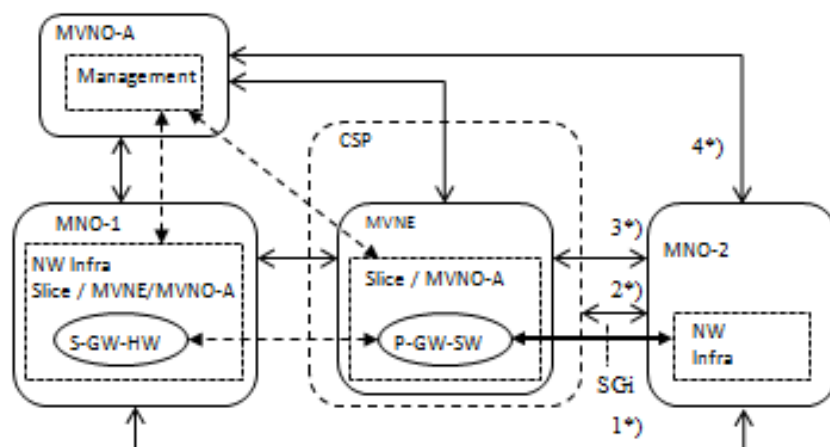 MVNO-A
Management
CSP
4*)
MNO-1
MVNE
3*)
MNO-2
NW Infra
Slice / MVNE/MVNO-A
Slice / MVNO-A
2*)
S-GW-HW
P-GW-SW
NW
Infra
SGi
1*)